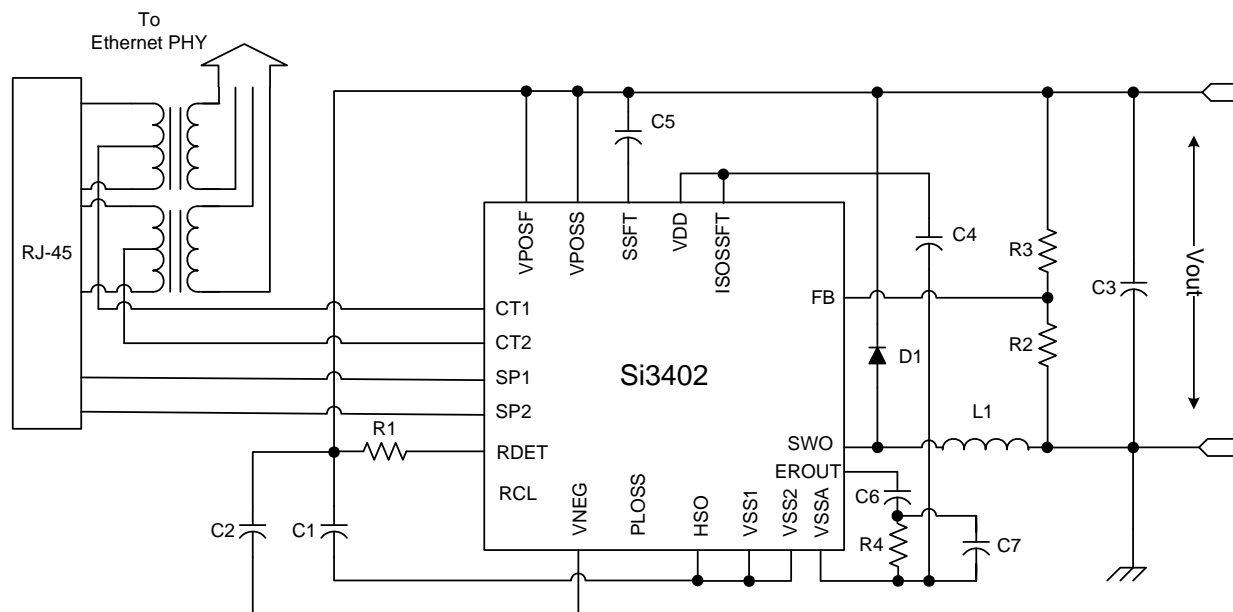 To
Ethernet PHY
RJ-45
C5
VPOSF
VPOSS
SSFT
VDD
ISOSSFT
C4
R3
C3
Vout
CT1
FB
CT2
R2
D1
Si3402
SP1
SP2
L1
R1
SWO
RDET
EROUT
RCL
VNEG
PLOSS
HSO
VSS1
VSS2
VSSA
C6
C2
C1
R4
C7